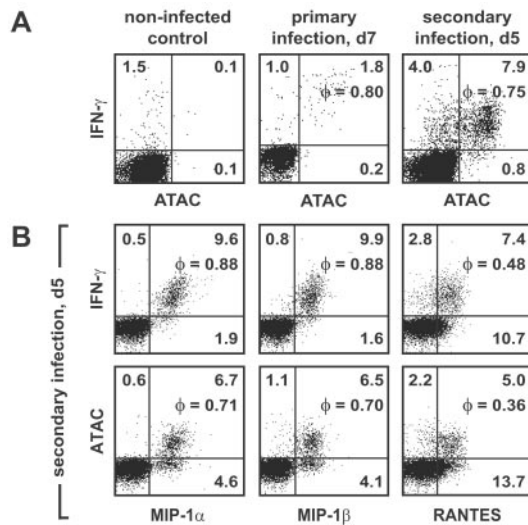 A
non-infected control
primary infection, d7
secondary infection, d5
IFN-γ
1.5 0.1
0.1
ATAC
1.0 1.8
ϕ = 0.80
0.2
ATAC
4.0 7.9
ϕ = 0.75
0.8
ATAC
B
secondary infection, d5
IFN-γ
0.5 9.6
ϕ = 0.88
1.9
0.8 9.9
ϕ = 0.88
1.6
2.8 7.4
ϕ = 0.48
10.7
ATAC
0.6 6.7
ϕ = 0.71
4.6
MIP-1α
1.1 6.5
ϕ = 0.70
4.1
MIP-1β
2.2 5.0
ϕ = 0.36
13.7
RANTES